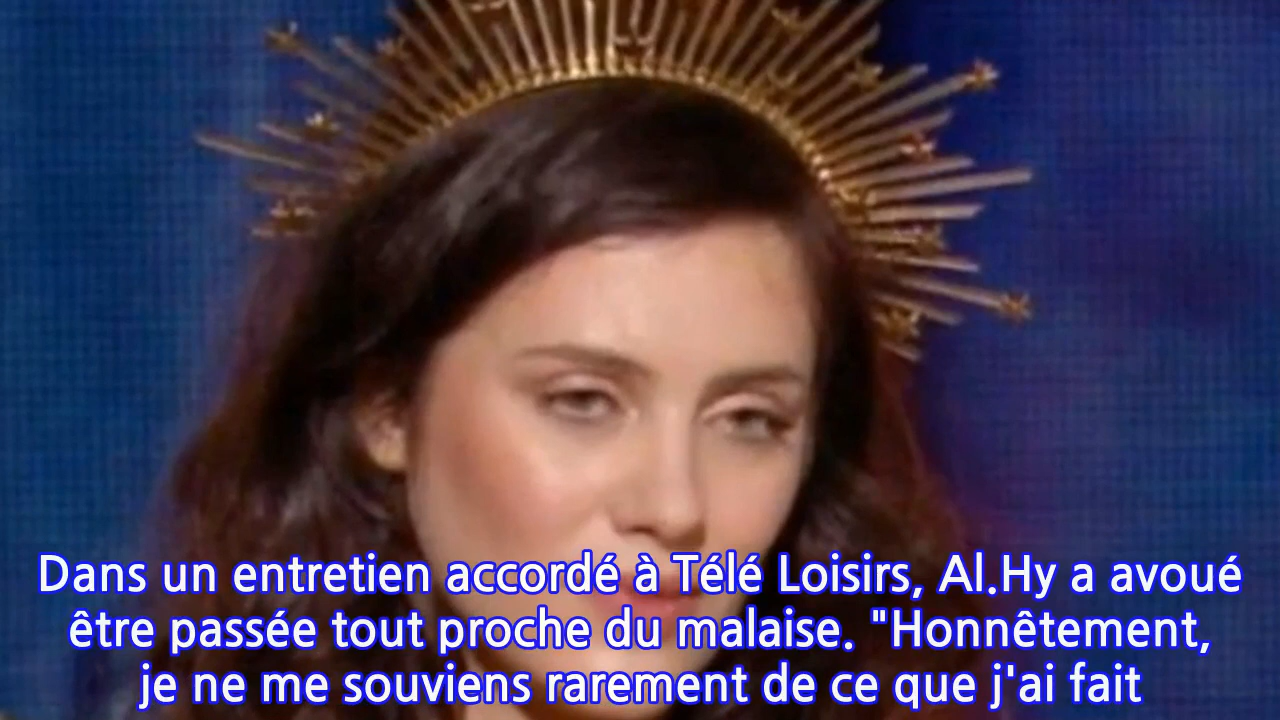 Dans un entretien accordé à Télé Loisirs, Al.Hy a avoué
être passée tout proche du malaise. "Honnêtement,
je ne me souviens rarement de ce que j'ai fait